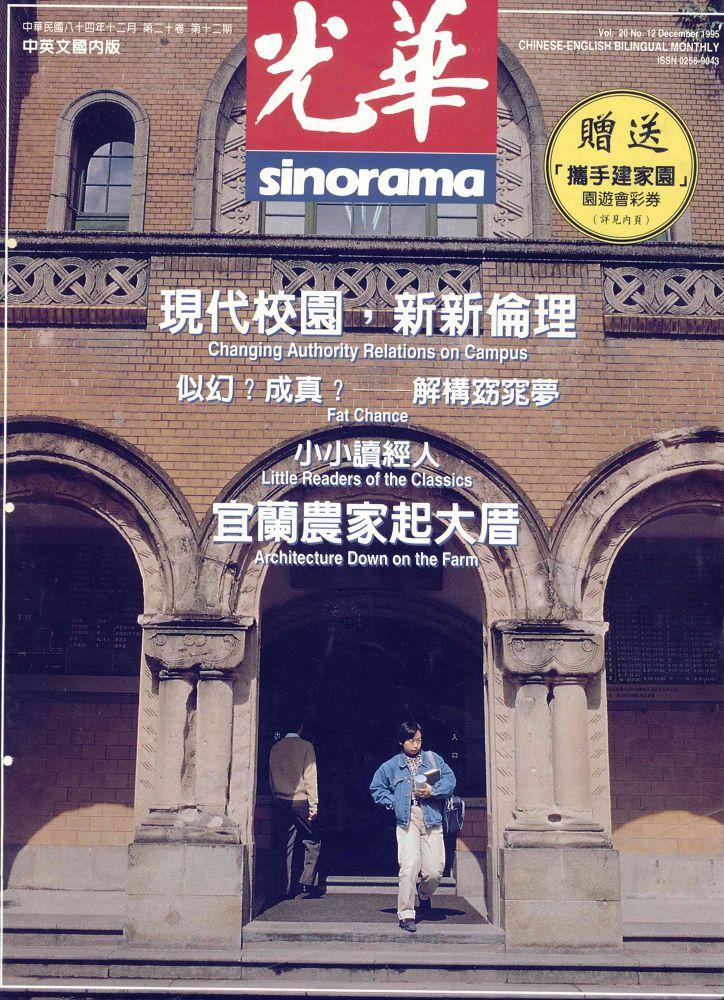 中華民國八十四年十二月 第二十卷 第十二期
中英文國內版
光華
sinorama
Vol. 20 No. 12 December 1995
CHINESE-ENGLISH BILINGUAL MONTHLY
ISSN 0256-9043
贈送
「攜手建家園」
園遊會彩券
(詳見內頁)
現代校園,新新倫理
Changing Authority Relations on Campus
似幻?成真?——解構窈窕夢
Fat Chance
小小讀經人
Little Readers of the Classics
宜蘭農家起大厝
Architecture Down on the Farm
出
入口